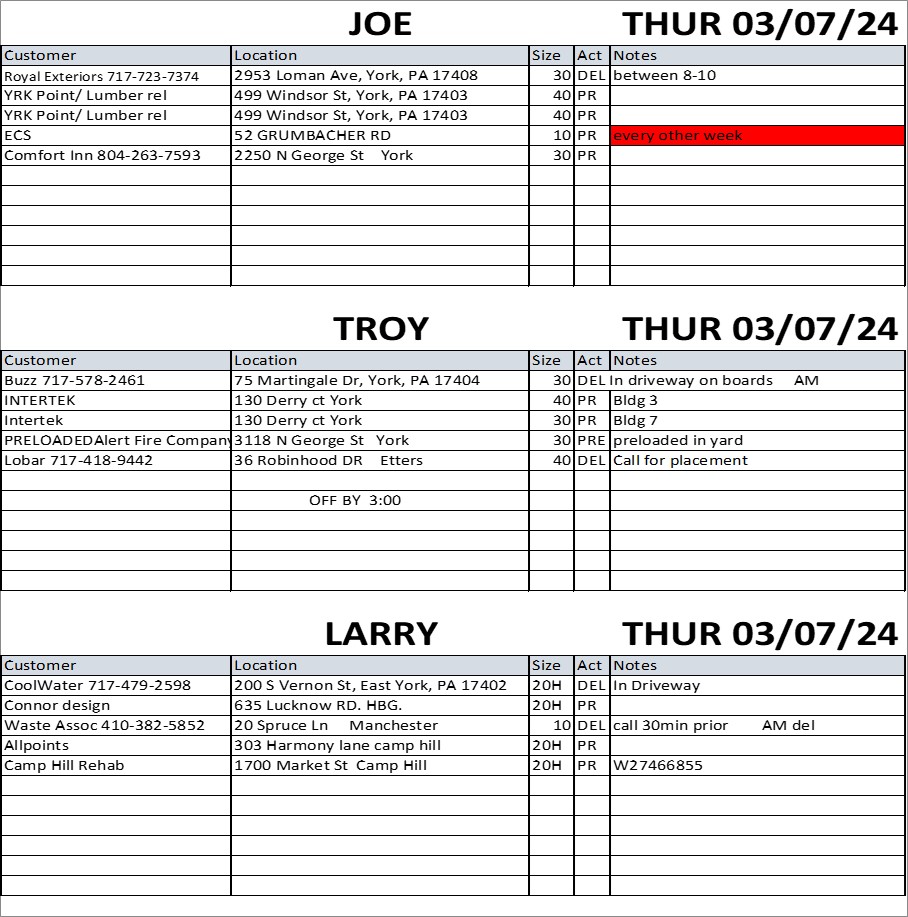 JOE THUR 03/07/24
Customer Location Size Act Notes
Royal Exteriors 717-723-7374 2953 Loman Ave, York, PA 17408 30 DEL between 8-10
YRK Point/ Lumber rel 499 Windsor St, York, PA 17403 40 PR
YRK Point/ Lumber rel 499 Windsor St, York, PA 17403 40 PR
ECS 52 GRUMBACHER RD 10 PR every other week
Comfort Inn 804-263-7593 2250 N George St York 30 PR
TROY THUR 03/07/24
Customer Location Size Act Notes
Buzz 717-578-2461 75 Martingale Dr, York, PA 17404 30 DEL In driveway on boards AM
INTERTEK 130 Derry ct York 40 PR Bldg 3
Intertek 130 Derry ct York 30 PR Bldg 7
PRELOADEDAlert Fire Company 3118 N George St York 30 PRE preloaded in yard
Lobar 717-418-9442 36 Robinhood DR Etters 40 DEL Call for placement
OFF BY 3:00
LARRY THUR 03/07/24
Customer Location Size Act Notes
CoolWater 717-479-2598 200 S Vernon St, East York, PA 17402 20H DEL In Driveway
Connor design 635 Lucknow RD. HBG. 20H PR
Waste Assoc 410-382-5852 20 Spruce Ln Manchester 10 DEL call 30min prior AM del
Allpoints 303 Harmony lane camp hill 20H PR
Camp Hill Rehab 1700 Market St Camp Hill 20H PR W27466855